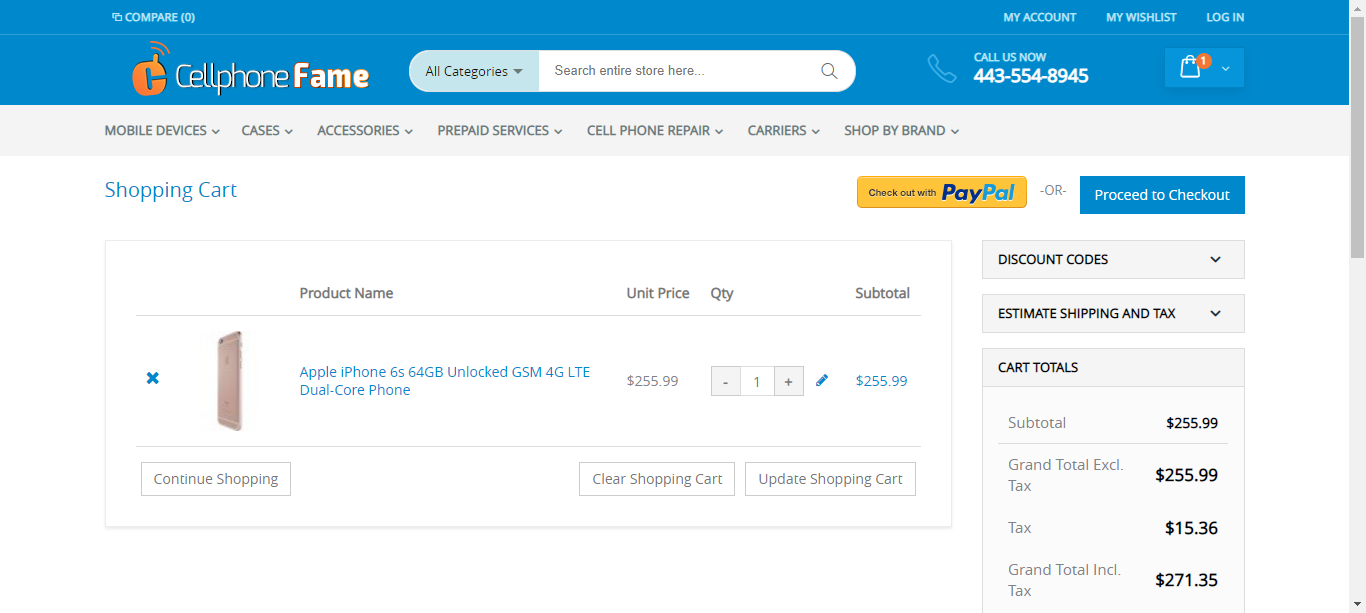 COMPARE (0)
MY ACCOUNT
MY WISHLIST
LOG IN
Cellphone Fame
All Categories
Search entire store here...
CALL US NOW
443-554-8945
1
MOBILE DEVICES
CASES
ACCESSORIES
PREPAID SERVICES
CELL PHONE REPAIR
CARRIERS
SHOP BY BRAND
Shopping Cart
Check out with PayPal
-OR-
Proceed to Checkout
Product Name
Unit Price
Qty
Subtotal
Apple iPhone 6s 64GB Unlocked GSM 4G LTE
Dual-Core Phone
$255.99
- 1 +
$255.99
Continue Shopping
Clear Shopping Cart
Update Shopping Cart
DISCOUNT CODES
ESTIMATE SHIPPING AND TAX
CART TOTALS
Subtotal $255.99
Grand Total Excl.
Tax
$255.99
Tax $15.36
Grand Total Incl.
Tax
$271.35